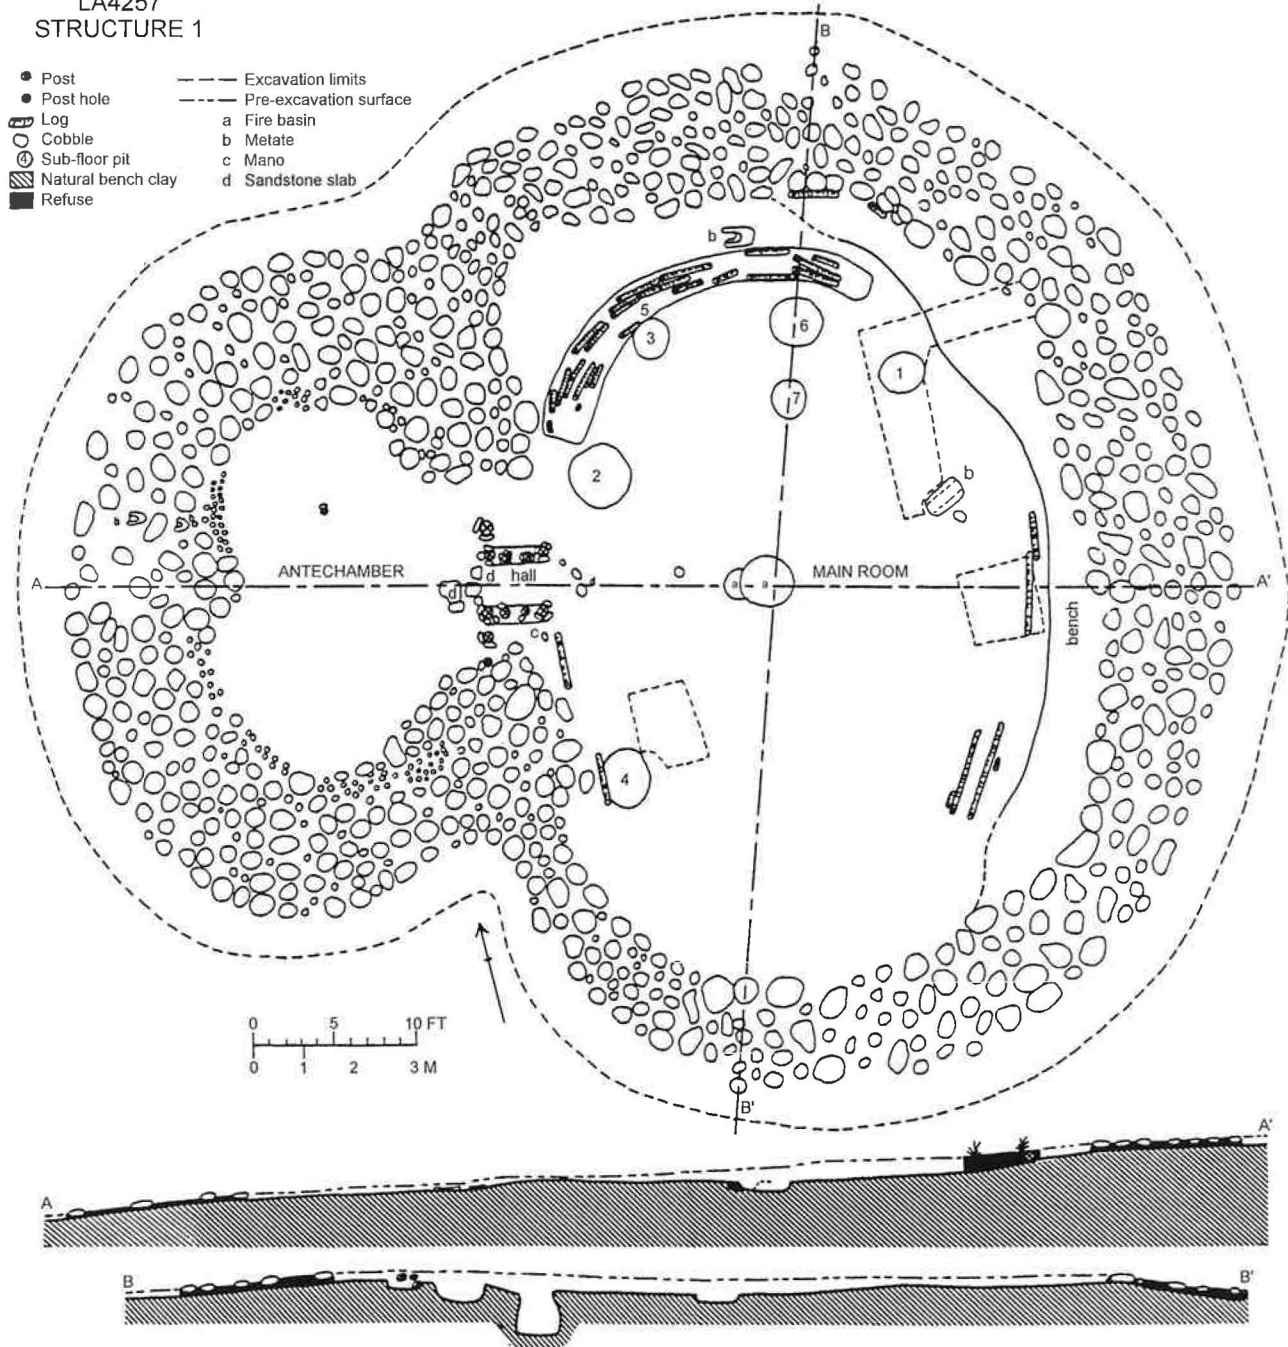 LA4257
STRUCTURE 1
Post
Post hole
Log
Cobble
4 Sub-floor pit
Natural bench clay
Refuse
Excavation limits
Pre-excavation surface
a Fire basin
b Metate
c Mano
d Sandstone slab
B
b
5
3
6
1
7
2
b
b
A
ANTECHAMBER
d
d
hall
a
a
MAIN ROOM
A'
bench
c
4
0 5 10 FT
0 1 2 3 M
B'
A
A'
B
B'